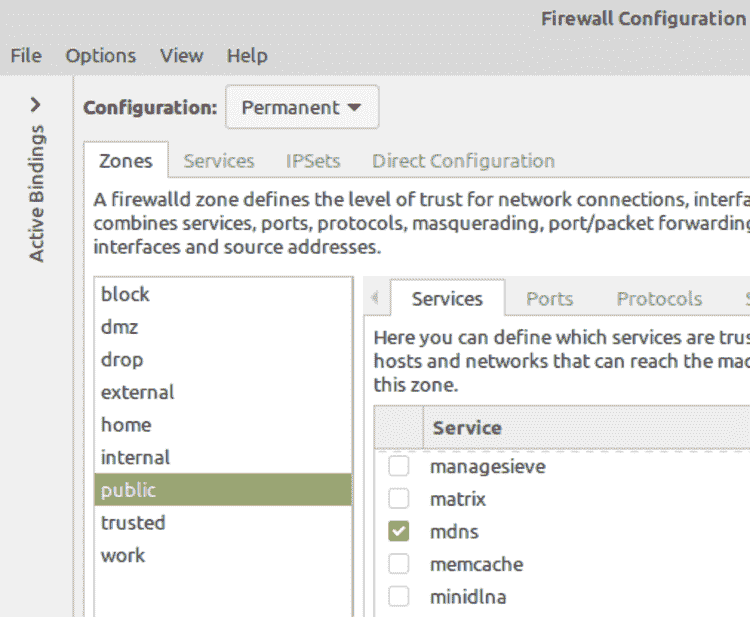 Firewall Configuration
File Options View Help
Active Bindings
Configuration: Permanent
Zones Services IPSets Direct Configuration
A firewalld zone defines the level of trust for network connections,
combines services, ports, protocols, masquerading, port/packet forwarding
interfaces and source addresses.
block
dmz
drop
external
home
internal
public
trusted
work
Services Ports Protocols
Here you can define which services are
hosts and networks that can reach the
this zone.
Service
managesieve
matrix
mdns
memcache
minidlna